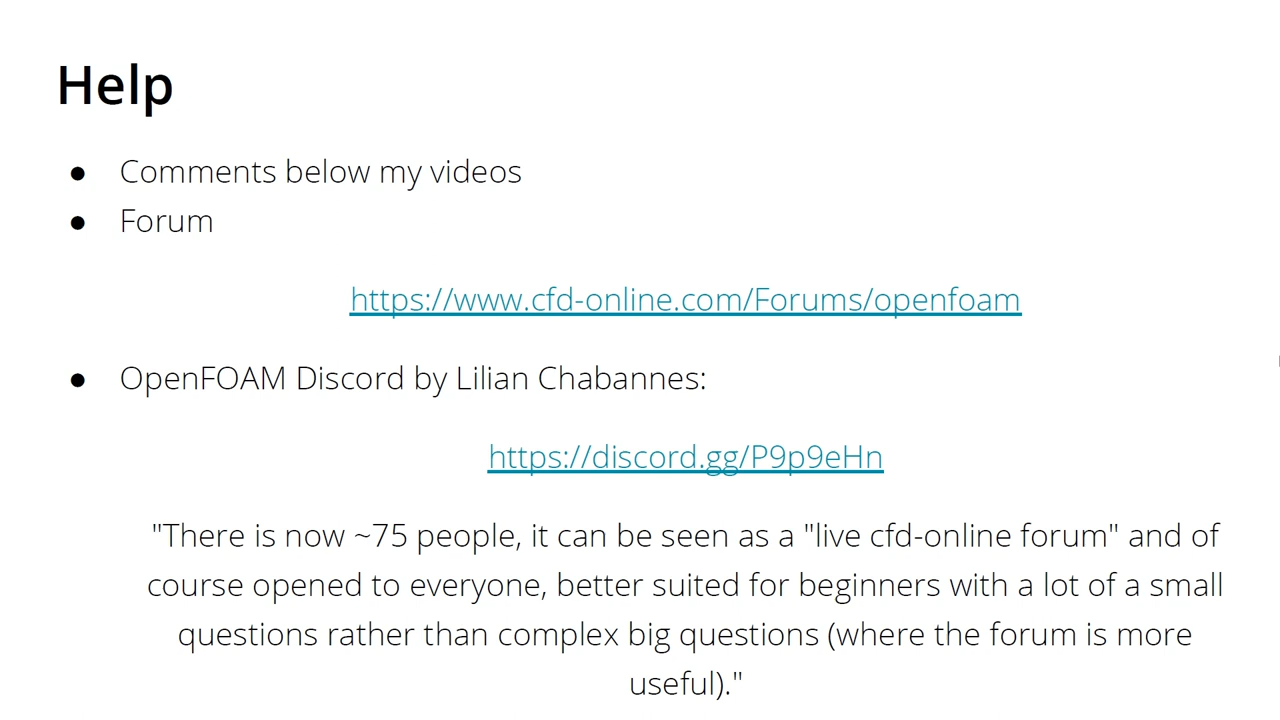 Help
● Comments below my videos
● Forum
https://www.cfd-online.com/Forums/openfoam
● OpenFOAM Discord by Lilian Chabannes:
https://discord.gg/P9p9eHn
"There is now ~75 people, it can be seen as a "live cfd-online forum" and of
course opened to everyone, better suited for beginners with a lot of a small
questions rather than complex big questions (where the forum is more
useful)."